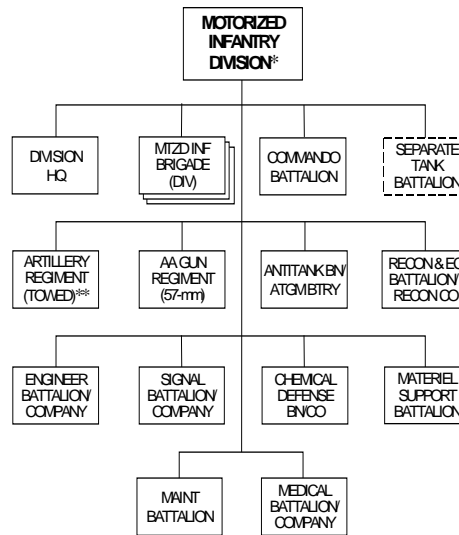 MOTORIZED
INFANTRY
DIVISION*
DIVISION
HQ
MTZD INF
BRIGADE
(DIV)
COMMANDO
BATTALION
SEPARATE
TANK
BATTALION
ARTILLERY
REGIMENT
(TOWED)**
AA GUN
REGIMENT
(57-mm)
ANTITANK BN/
ATGM BTRY
RECON & EC
BATTALION/
RECON CO
ENGINEER
BATTALION/
COMPANY
SIGNAL
BATTALION/
COMPANY
CHEMICAL
DEFENSE
BN/CO
MATERIEL
SUPPORT
BATTALION
MAINT
BATTALION
MEDICAL
BATTALION/
COMPANY